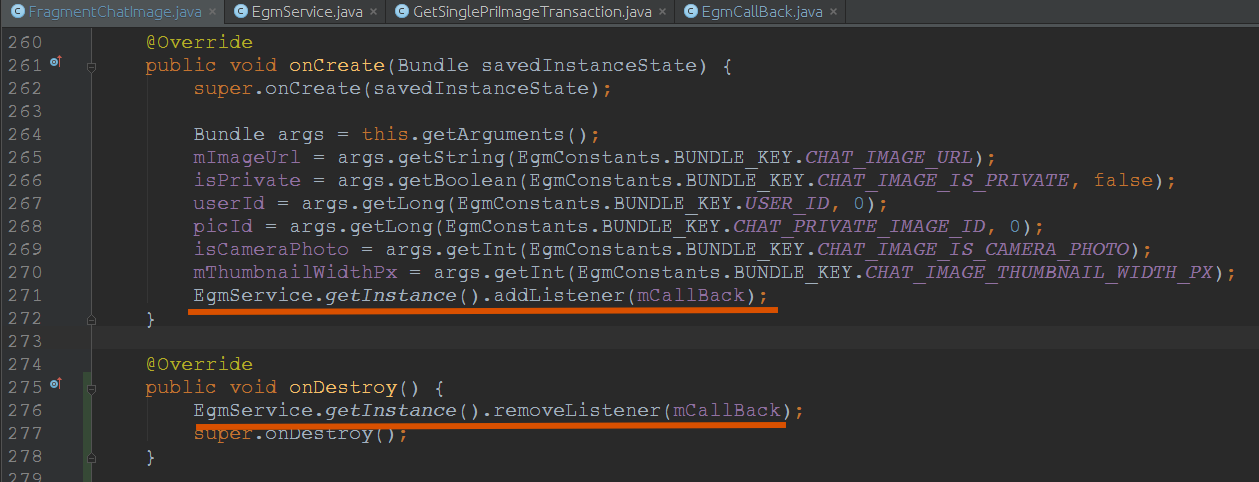 FragmentChatImage.java × EgmService.java × GetSinglePriImageTransaction.java × EgmCallBack.java ×
260 @Override
261 public void onCreate(Bundle savedInstanceState) {
262 super.onCreate(savedInstanceState);
263
264 Bundle args = this.getArguments();
265 mImageUrl = args.getString(EgmConstants.BUNDLE_KEY.CHAT_IMAGE_URL);
266 isPrivate = args.getBoolean(EgmConstants.BUNDLE_KEY.CHAT_IMAGE_IS_PRIVATE, false);
267 userId = args.getLong(EgmConstants.BUNDLE_KEY.USER_ID, 0);
268 picId = args.getLong(EgmConstants.BUNDLE_KEY.CHAT_PRIVATE_IMAGE_ID, 0);
269 isCameraPhoto = args.getInt(EgmConstants.BUNDLE_KEY.CHAT_IMAGE_IS_CAMERA_PHOTO);
270 mThumbnailWidthPx = args.getInt(EgmConstants.BUNDLE_KEY.CHAT_IMAGE_THUMBNAIL_WIDTH_PX);
271 EgmService.getInstance().addListener(mCallBack);
272 }
273
274 @Override
275 public void onDestroy() {
276 EgmService.getInstance().removeListener(mCallBack);
277 super.onDestroy();
278 }
279